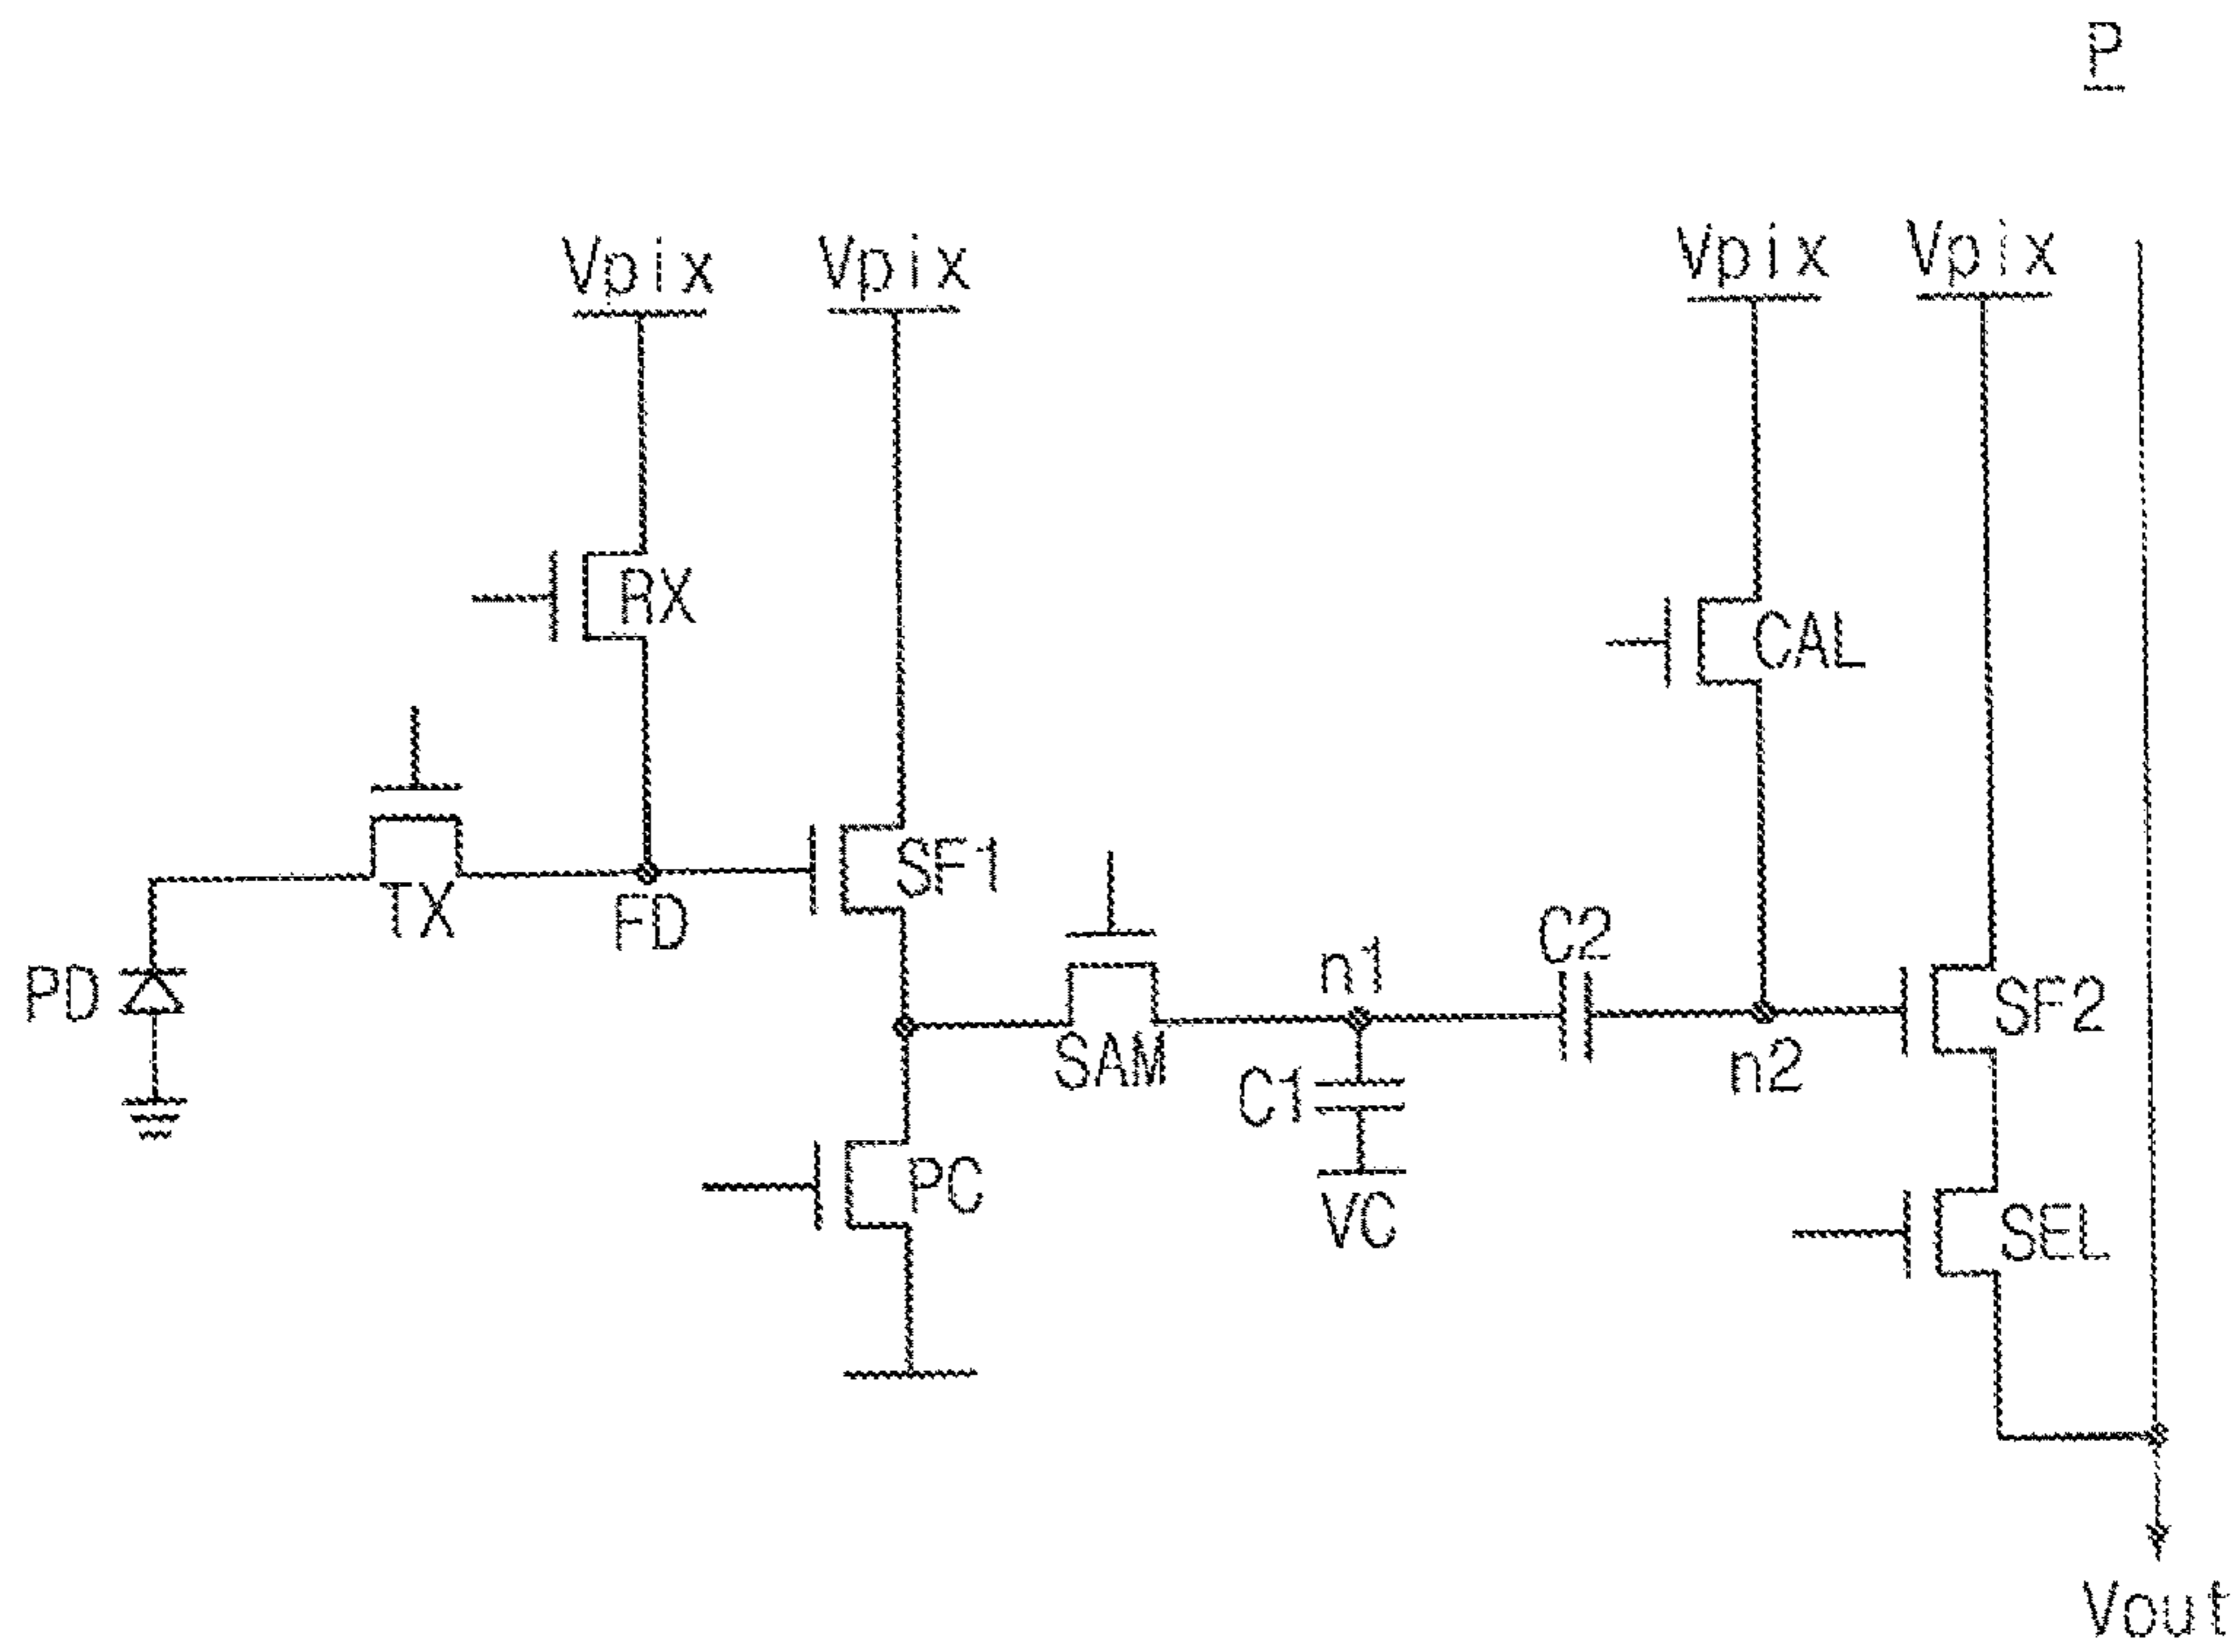 P
Vpix
Vpix
Vpix
Vpix
RX
CAL
TX
FD
SF1
PD
SAM
n1
C2
n2
SF2
C1
VC
PC
SEL
Vout